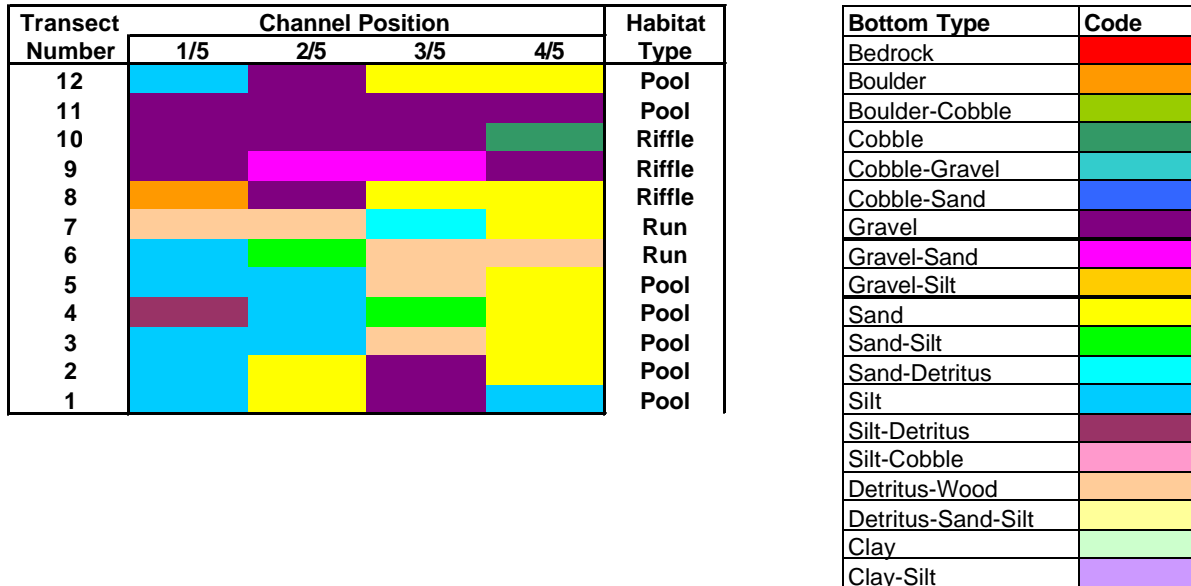 Transect Channel Position Habitat
Number 1/5 2/5 3/5 4/5 Type
12 Pool
11 Pool
10 Riffle
9 Riffle
8 Riffle
7 Run
6 Run
5 Pool
4 Pool
3 Pool
2 Pool
1 Pool
Bottom Type Code
Bedrock
Boulder
Boulder-Cobble
Cobble
Cobble-Gravel
Cobble-Sand
Gravel
Gravel-Sand
Gravel-Silt
Sand
Sand-Silt
Sand-Detritus
Silt
Silt-Detritus
Silt-Cobble
Detritus-Wood
Detritus-Sand-Silt
Clay
Clay-Silt